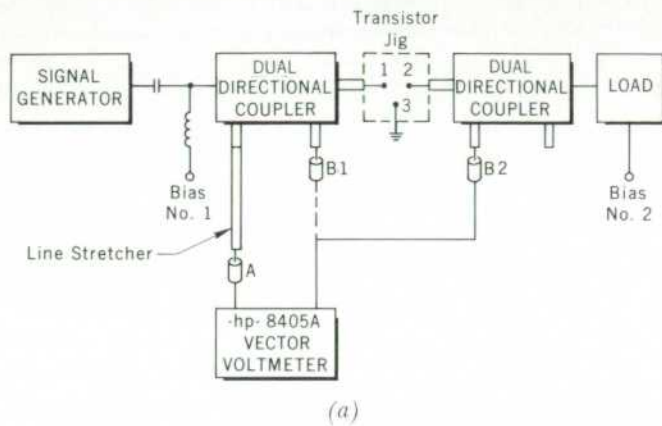 Transistor
Jig
SIGNAL
GENERATOR
DUAL
DIRECTIONAL
COUPLER
1 2
3
DUAL
DIRECTIONAL
COUPLER
LOAD
B1
B2
Bias
No. 1
Bias
No. 2
Line Stretcher
A
-hp- 8405A
VECTOR
VOLTMETER
(a)